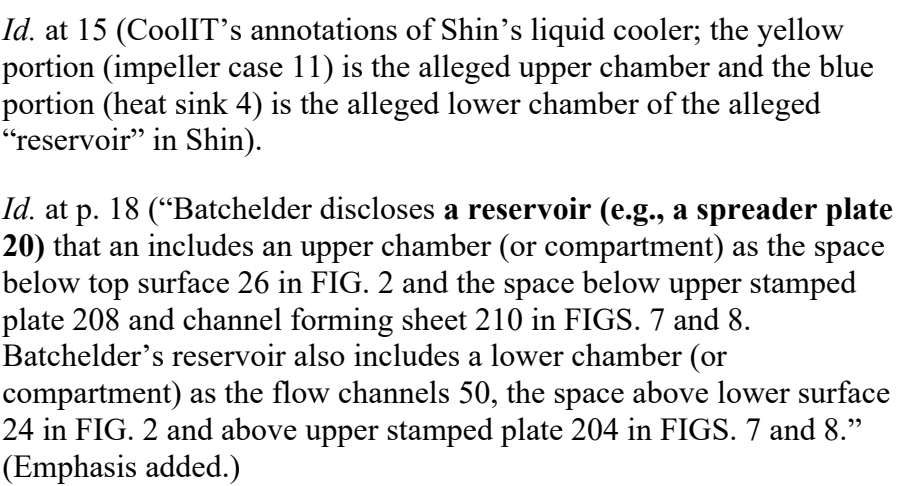 Id. at 15 (CoolIT’s annotations of Shin’s liquid cooler; the yellow
portion (impeller case 11) is the alleged upper chamber and the blue
portion (heat sink 4) is the alleged lower chamber of the alleged
“reservoir” in Shin).
Id. at p. 18 (“Batchelder discloses a reservoir (e.g., a spreader plate
20) that an includes an upper chamber (or compartment) as the space
below top surface 26 in FIG. 2 and the space below upper stamped
plate 208 and channel forming sheet 210 in FIGS. 7 and 8.
Batchelder’s reservoir also includes a lower chamber (or
compartment) as the flow channels 50, the space above lower surface
24 in FIG. 2 and above upper stamped plate 204 in FIGS. 7 and 8.”
(Emphasis added.)